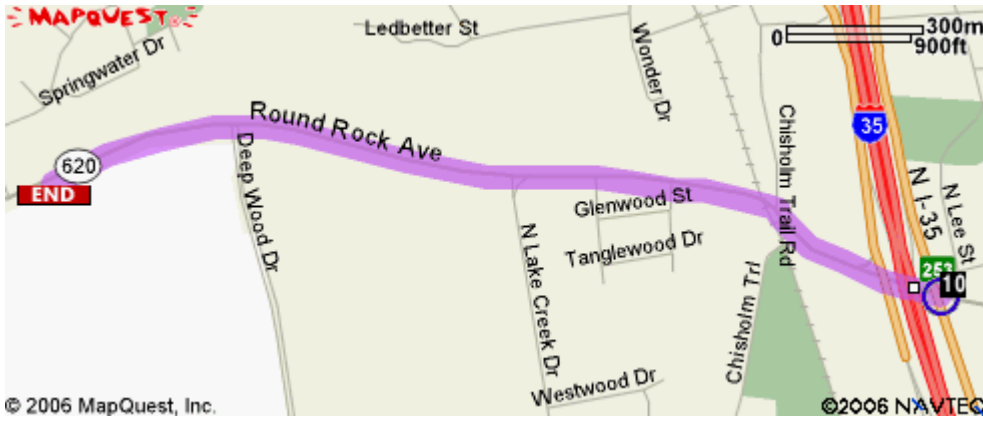 MAPQUEST
Ledbetter St
0 300m
900ft
Springwater Dr
Wonder Dr
Round Rock Ave
Chisholm Trail Rd
35
620
END
Deep Wood Dr
Glenwood St
N I-35
N Lee St
N Lake Creek Dr
Tanglewood Dr
253
10
Chisholm Trl
Westwood Dr
© 2006 MapQuest, Inc.
©2006 NAVTEQ